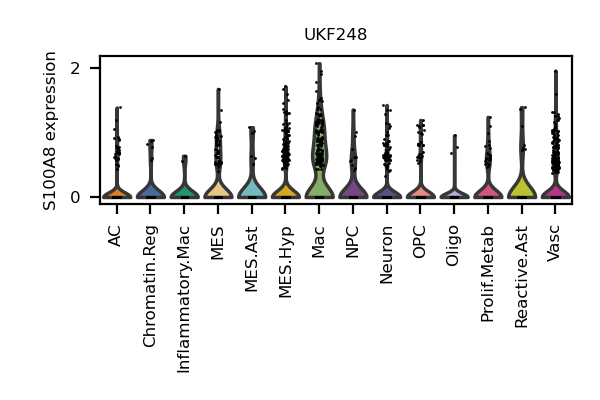 UKF248
S100A8 expression
2
0
AC
Chromatin.Reg
Inflammatory.Mac
MES
MES.Ast
MES.Hyp
Mac
NPC
Neuron
OPC
Oligo
Prolif.Metab
Reactive.Ast
Vasc